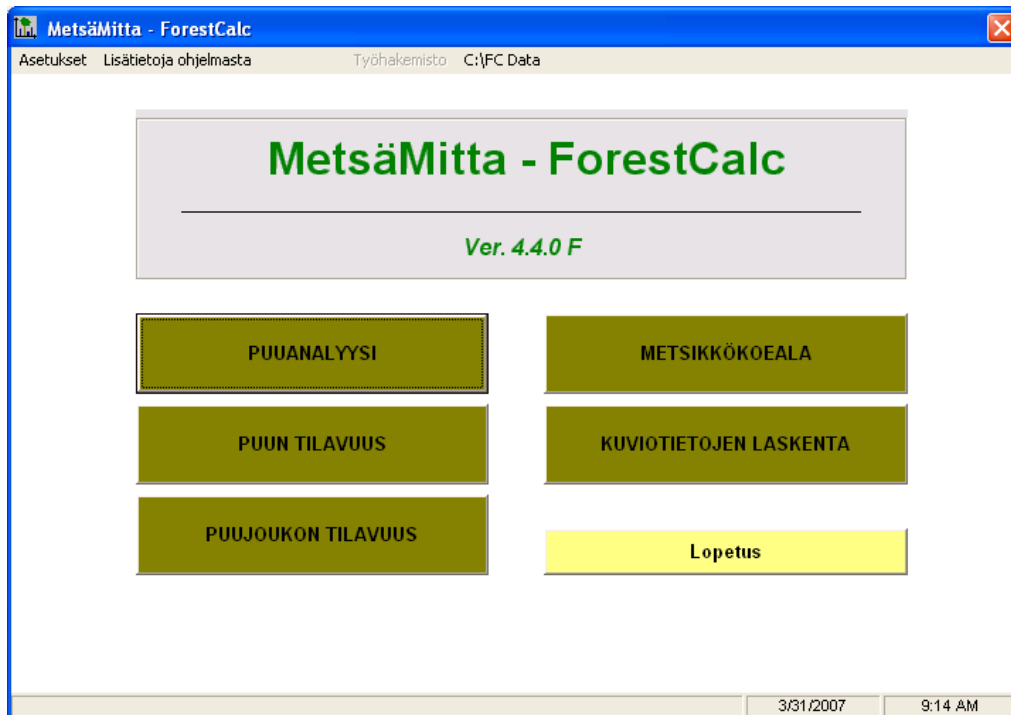 MetsäMitta - ForestCalc
Asetukset Lisätietoja ohjelmasta Työhakemisto C:\FC Data
MetsäMitta - ForestCalc
Ver. 4.4.0 F
PUUANALYYSI
METSIKKÖKOEALA
PUUN TILAVUUS
KUVIOTIETOJEN LASKENTA
PUUJOUKON TILAVUUS
Lopetus
3/31/2007 9:14 AM